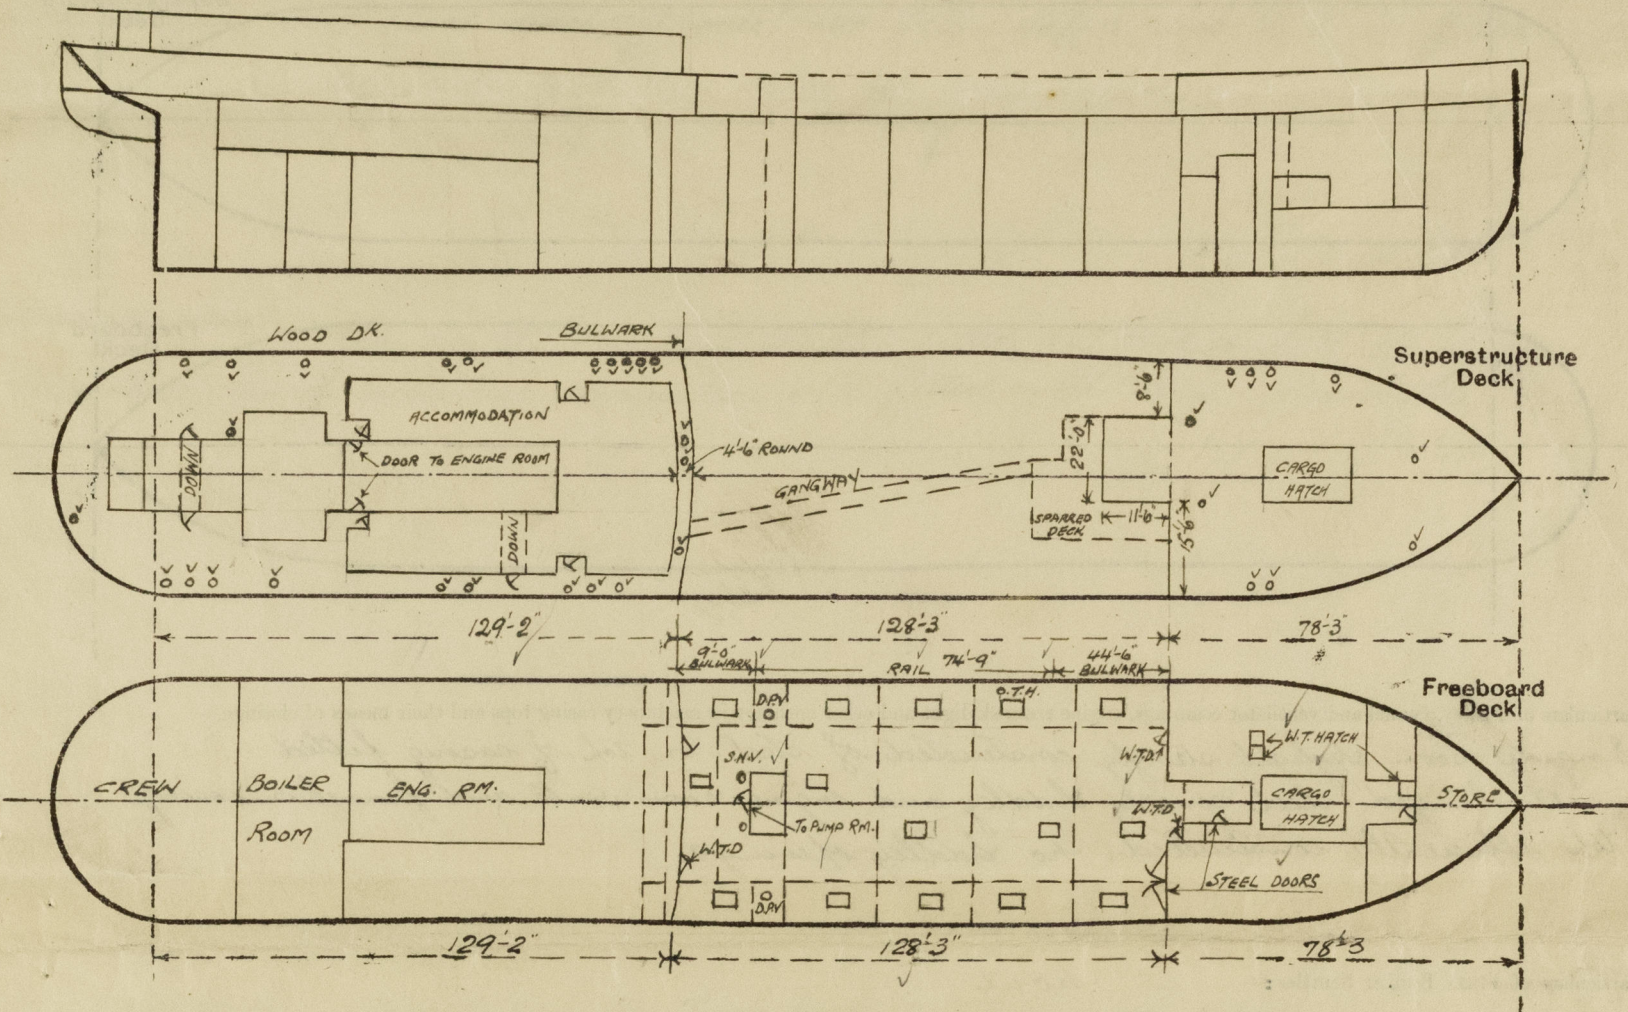 WOOD DK.
BULWARK
Superstructure
Deck
8'-6"
ACCOMMODATION
DOOR TO ENGINE ROOM
4'-6" ROUND
22'-0"
CARGO
HATCH
DOWN
GANGWAY
SPARRED
DECK
11'-6"
15'-6"
DOWN
129'-2"
128'-3"
78'-3"
9'-0"
BULWARK
RAIL 74'-9"
44'-6"
BULWARK
Freeboard
Deck
D.P.V
O.T.H.
W.T. HATCH
S.N.V.
W.T.D.
CREW
BOILER
ROOM
ENG. RM.
CARGO
HATCH
STORE
W.T.D
TO PUMP RM.
W.T.D
STEEL DOORS
D.P.V
129'-2"
128'-3"
78'-3